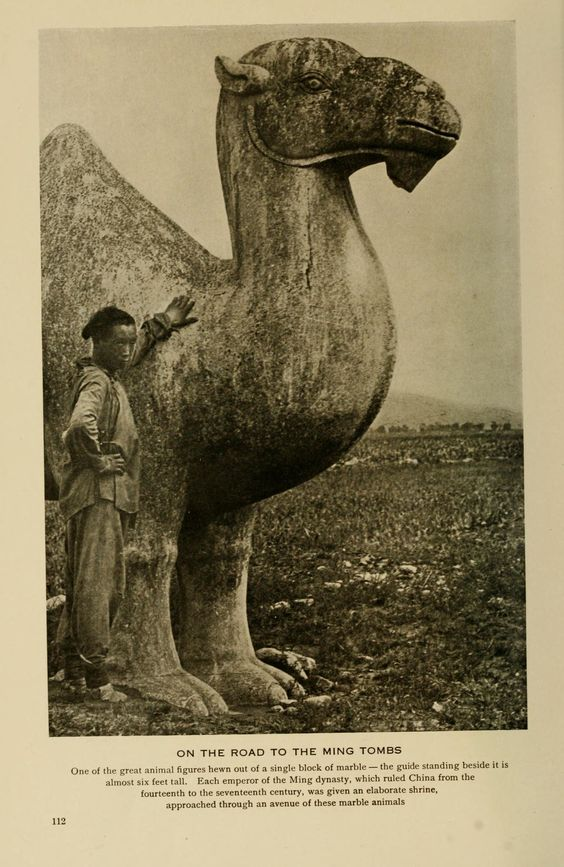 ON THE ROAD TO THE MING TOMBS
One of the great animal figures hewn out of a single block of marble — the guide standing beside it is
almost six feet tall. Each emperor of the Ming dynasty, which ruled China from the
fourteenth to the seventeenth century, was given an elaborate shrine,
approached through an avenue of these marble animals
112